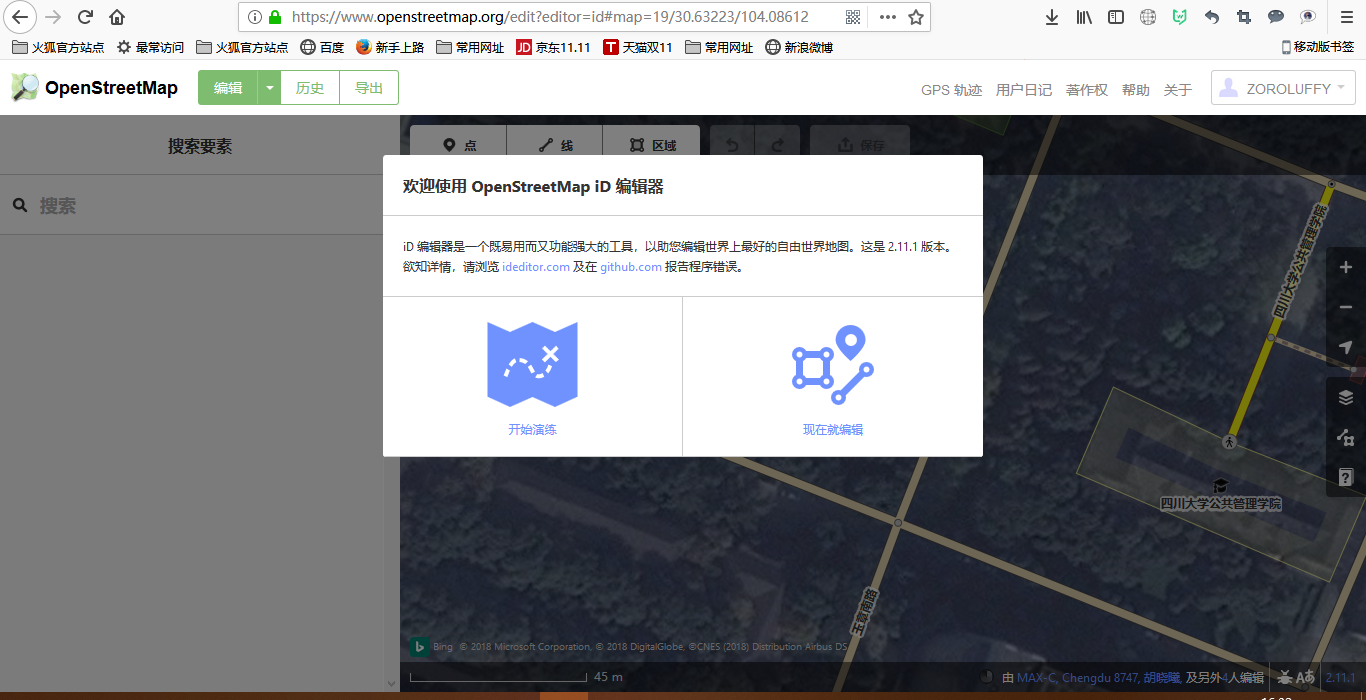 https://www.openstreetmap.org/edit?editor=id#map=19/30.63223/104.08612
火狐官方站点 最常访问 火狐官方站点 百度 新手上路 常用网址 JD 京东11.11 T 天猫双11 常用网址 新浪微博 移动版书签
OpenStreetMap 编辑 历史 导出 GPS 轨迹 用户日记 著作权 帮助 关于 ZOROLUFFY
搜索要素 点 线 区域 保存
搜索
欢迎使用 OpenStreetMap iD 编辑器
iD 编辑器是一个既易用而又功能强大的工具，以助您编辑世界上最好的自由世界地图。这是 2.11.1 版本。
欲知详情，请浏览 ideditor.com 及在 github.com 报告程序错误。
开始演练 现在就编辑
四川大学公共管理学院
四川大学公共管理学院
玉章南路
Bing © 2018 Microsoft Corporation, © 2018 DigitalGlobe, ©CNES (2018) Distribution Airbus DS
45 m 由 MAX-C, Chengdu 8747, 胡晓曦, 及另外4人编辑 2.11.1